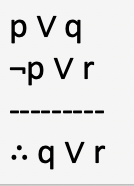 p ∨ q
¬p ∨ r
---------
∴ q ∨ r